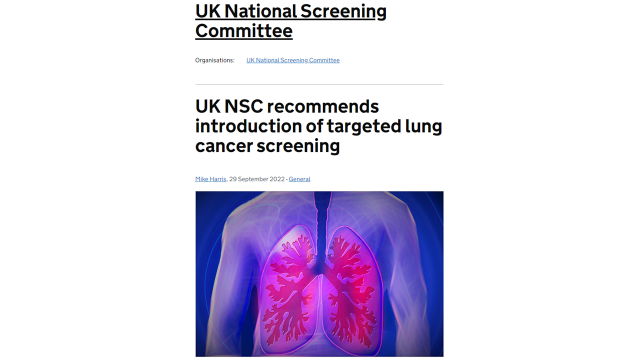 UK National Screening
Committee
Organisations: UK National Screening Committee
UK NSC recommends
introduction of targeted lung
cancer screening
Mike Harris, 29 September 2022 - General